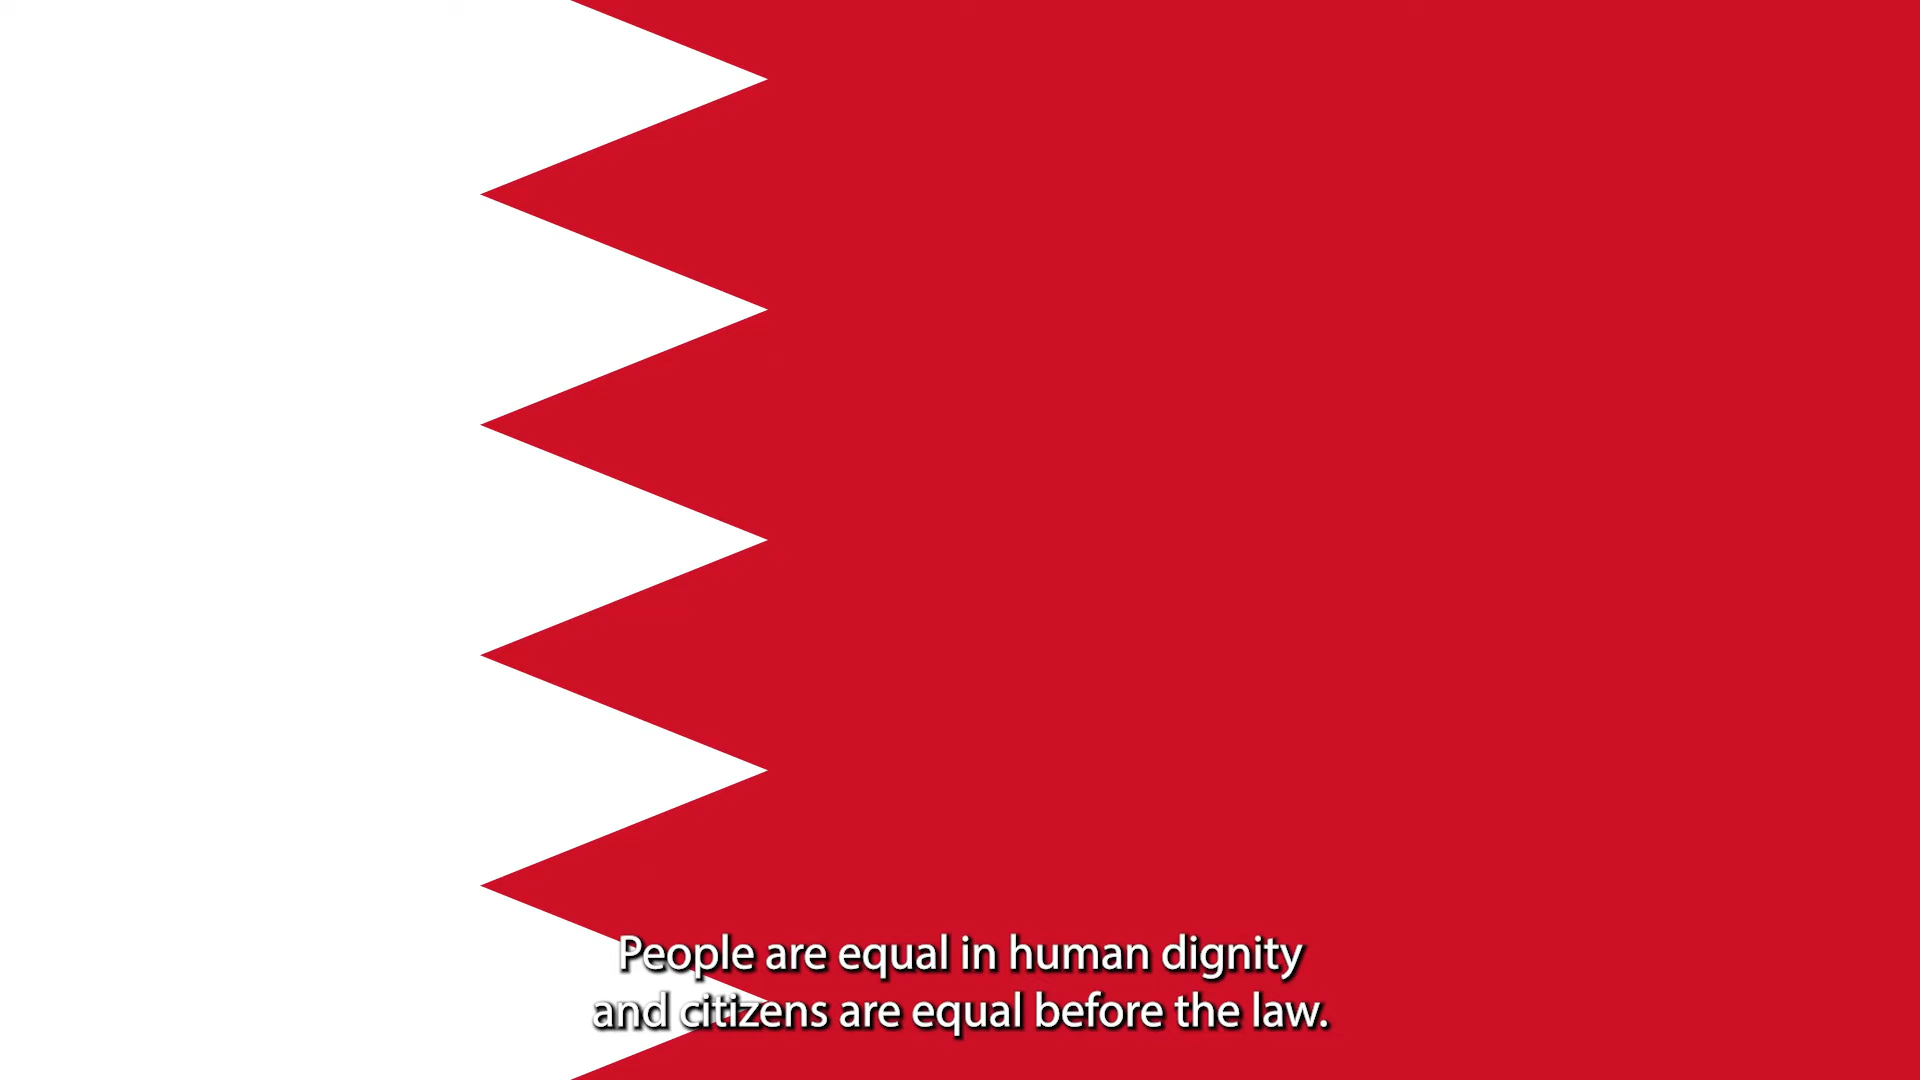 People are equal in human dignity
and citizens are equal before the law.